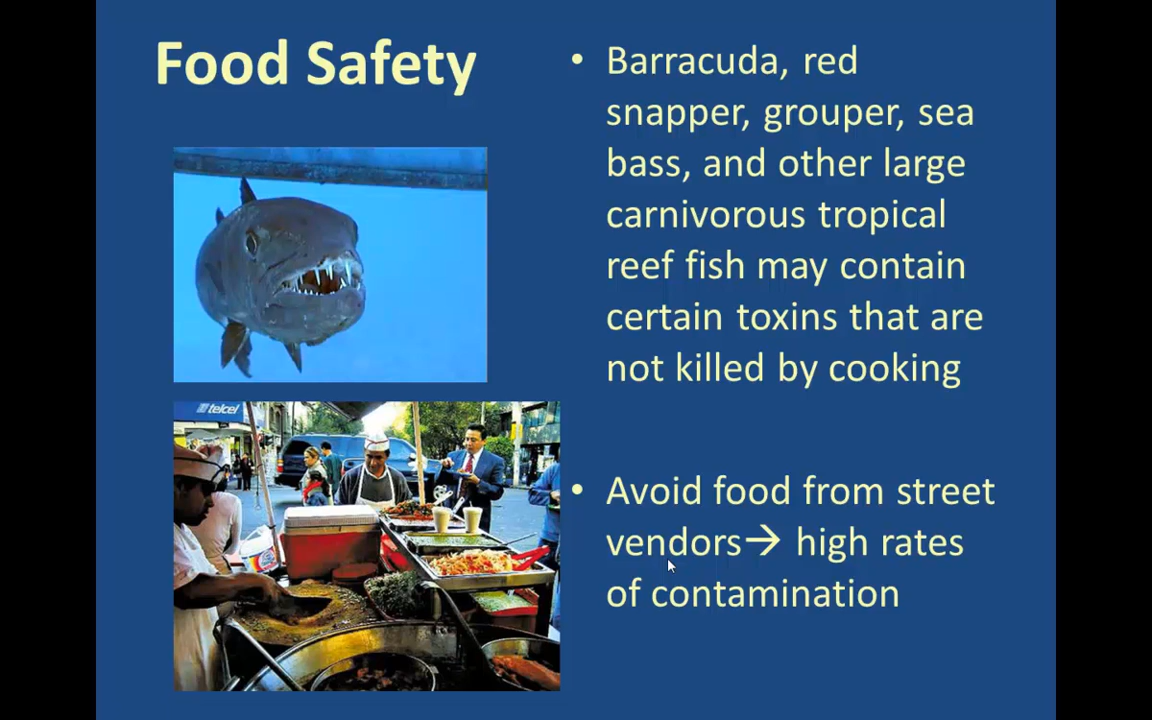 Food Safety
• Barracuda, red
snapper, grouper, sea
bass, and other large
carnivorous tropical
reef fish may contain
certain toxins that are
not killed by cooking
telcel
• Avoid food from street
vendors→ high rates
of contamination